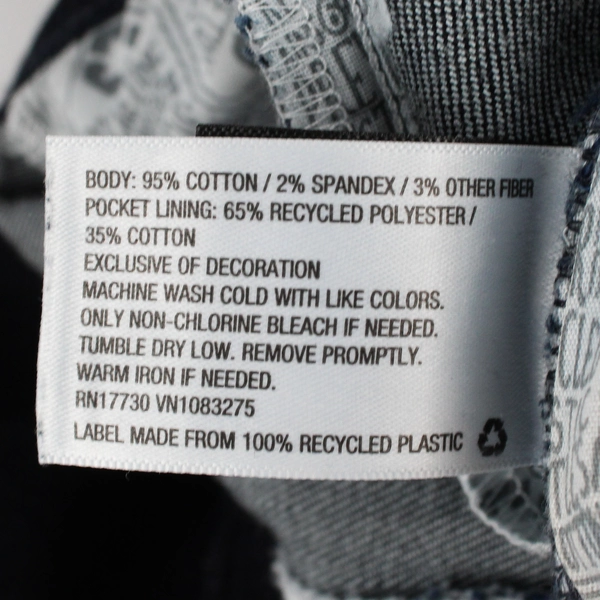 BODY: 95% COTTON / 2% SPANDEX / 3% OTHER FIBER
POCKET LINING: 65% RECYCLED POLYESTER /
35% COTTON
EXCLUSIVE OF DECORATION
MACHINE WASH COLD WITH LIKE COLORS.
ONLY NON-CHLORINE BLEACH IF NEEDED.
TUMBLE DRY LOW. REMOVE PROMPTLY.
WARM IRON IF NEEDED.
RN17730 VN1083275
LABEL MADE FROM 100% RECYCLED PLASTIC